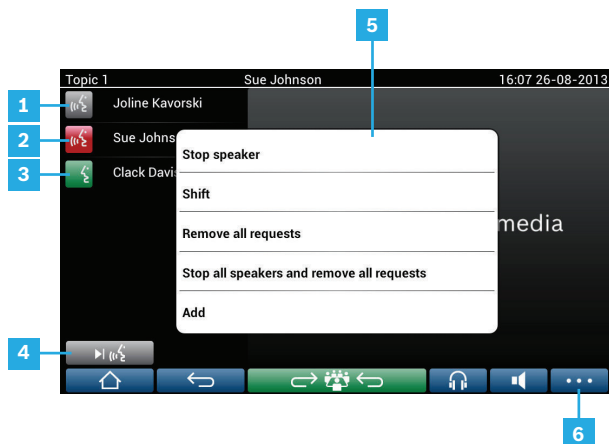 5
Topic 1 Sue Johnson 16:07 26-08-2013
1 Joline Kavorski
2 Sue Johns
3 Clack Davi
Stop speaker
Shift
Remove all requests
Stop all speakers and remove all requests
Add
media
4
6